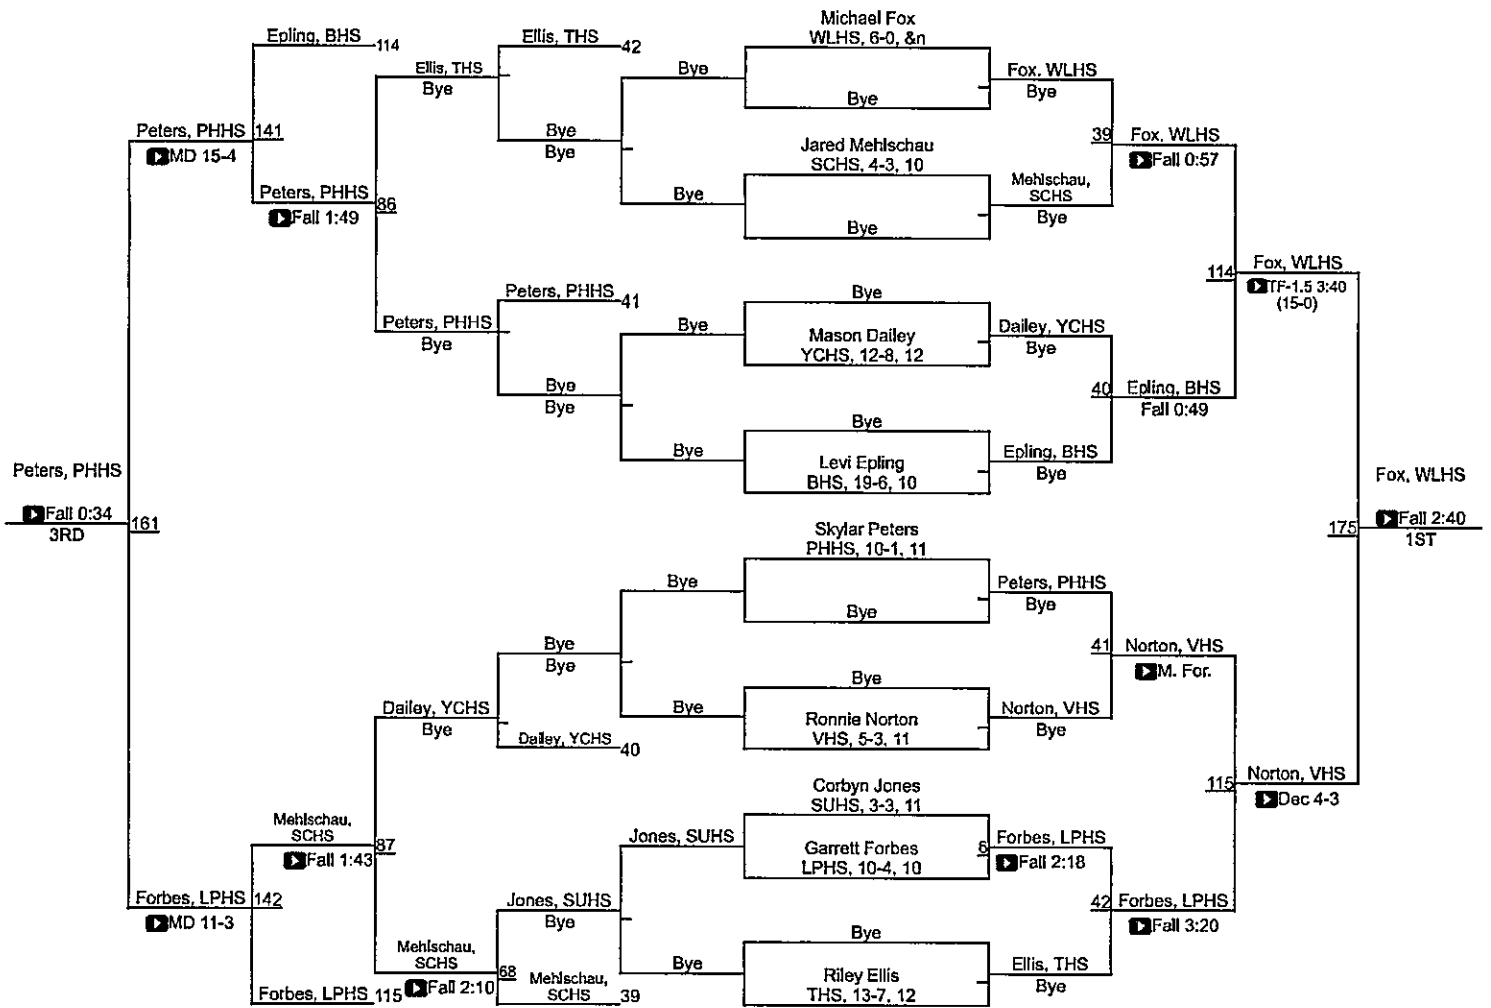 Michael Fox
WLHS, 6-0, &n
Bye
Jared Mehlschau
SCHS, 4-3, 10
Bye
Bye
Mason Dailey
YCHS, 12-8, 12
Bye
Levi Epling
BHS, 19-6, 10
Skylar Peters
PHHS, 10-1, 11
Bye
Bye
Ronnie Norton
VHS, 5-3, 11
Corbyn Jones
SUHS, 3-3, 11
Garrett Forbes
LPHS, 10-4, 10
Bye
Riley Ellis
THS, 13-7, 12
Fox, WLHS
Bye
Mehlschau,
SCHS
Bye
Dailey, YCHS
Bye
Epling, BHS
Bye
Peters, PHHS
Bye
Norton, VHS
Bye
6
Forbes, LPHS
Fall 2:18
Ellis, THS
Bye
39
Fox, WLHS
Fall 0:57
40
Epling, BHS
Fall 0:49
41
Norton, VHS
M. For.
42
Forbes, LPHS
Fall 3:20
114
Fox, WLHS
TF-1.5 3:40
(15-0)
115
Norton, VHS
Dec 4-3
175
Fox, WLHS
Fall 2:40
1ST
Bye
Bye
Bye
Bye
Bye
Bye
Jones, SUHS
Bye
Ellis, THS
42
Bye
Bye
Peters, PHHS
41
Bye
Bye
Bye
Bye
Dailey, YCHS
40
Jones, SUHS
Bye
Mehlschau,
SCHS
39
Ellis, THS
Bye
Peters, PHHS
Bye
Dailey, YCHS
Bye
Mehlschau,
SCHS
Fall 2:10
68
Epling, BHS
114
Peters, PHHS
Fall 1:49
86
Mehlschau,
SCHS
Fall 1:43
87
Forbes, LPHS
115
Peters, PHHS
MD 15-4
141
Forbes, LPHS
MD 11-3
142
Peters, PHHS
Fall 0:34
3RD
161